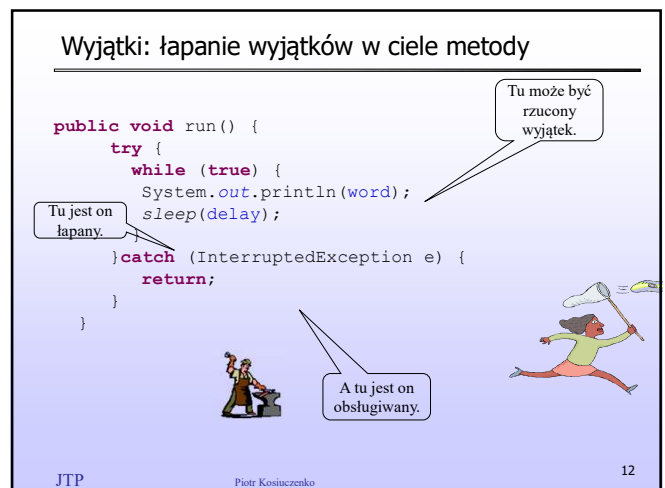 Wyjątki: łapanie wyjątków w ciele metody
Tu może być
rzucony
wyjątek.
public void run() {
try {
while (true) {
System.out.println(word);
sleep(delay);
Tu jest on
łapany.
}
}catch (InterruptedException e) {
return;
}
}
A tu jest on
obsługiwany.
JTP
Piotr Kosiuczenko
12